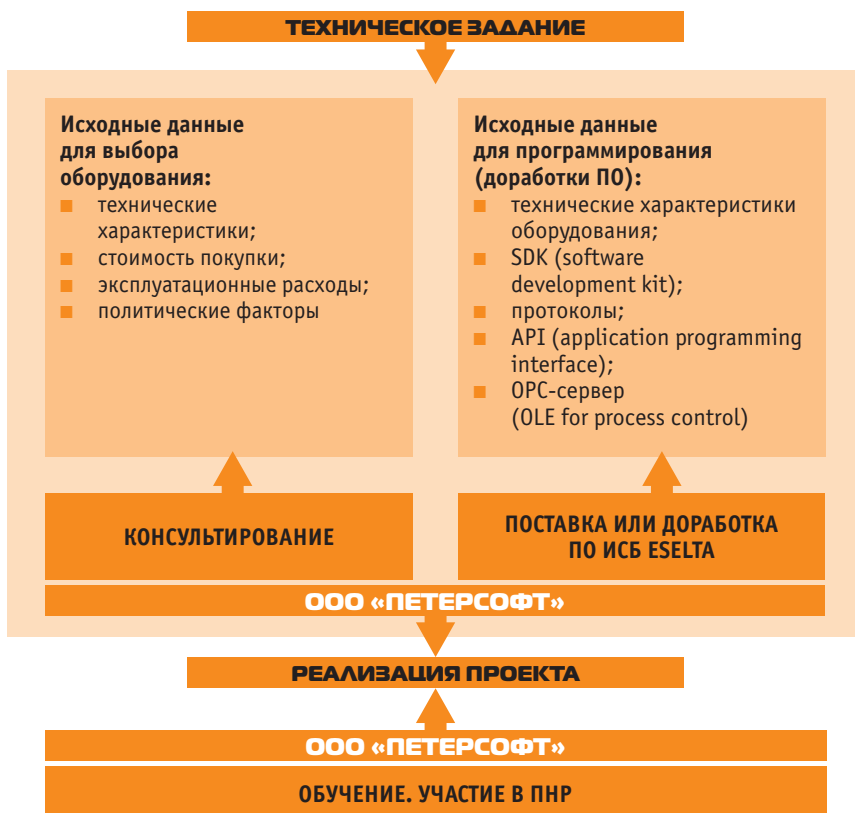 ТЕХНИЧЕСКОЕ ЗАДАНИЕ
Исходные данные
для выбора
оборудования:
■ технические
характеристики;
■ стоимость покупки;
■ эксплуатационные расходы;
■ политические факторы
Исходные данные
для программирования
(доработки ПО):
■ технические характеристики
оборудования;
■ SDK (software
development kit);
■ протоколы;
■ API (application programming
interface);
■ OPC-сервер
(OLE for process control)
КОНСУЛЬТИРОВАНИЕ
ПОСТАВКА ИЛИ ДОРАБОТКА
ПО ИСБ ESELTA
ООО «ПЕТЕРСОФТ»
РЕАЛИЗАЦИЯ ПРОЕКТА
ООО «ПЕТЕРСОФТ»
ОБУЧЕНИЕ. УЧАСТИЕ В ПНР